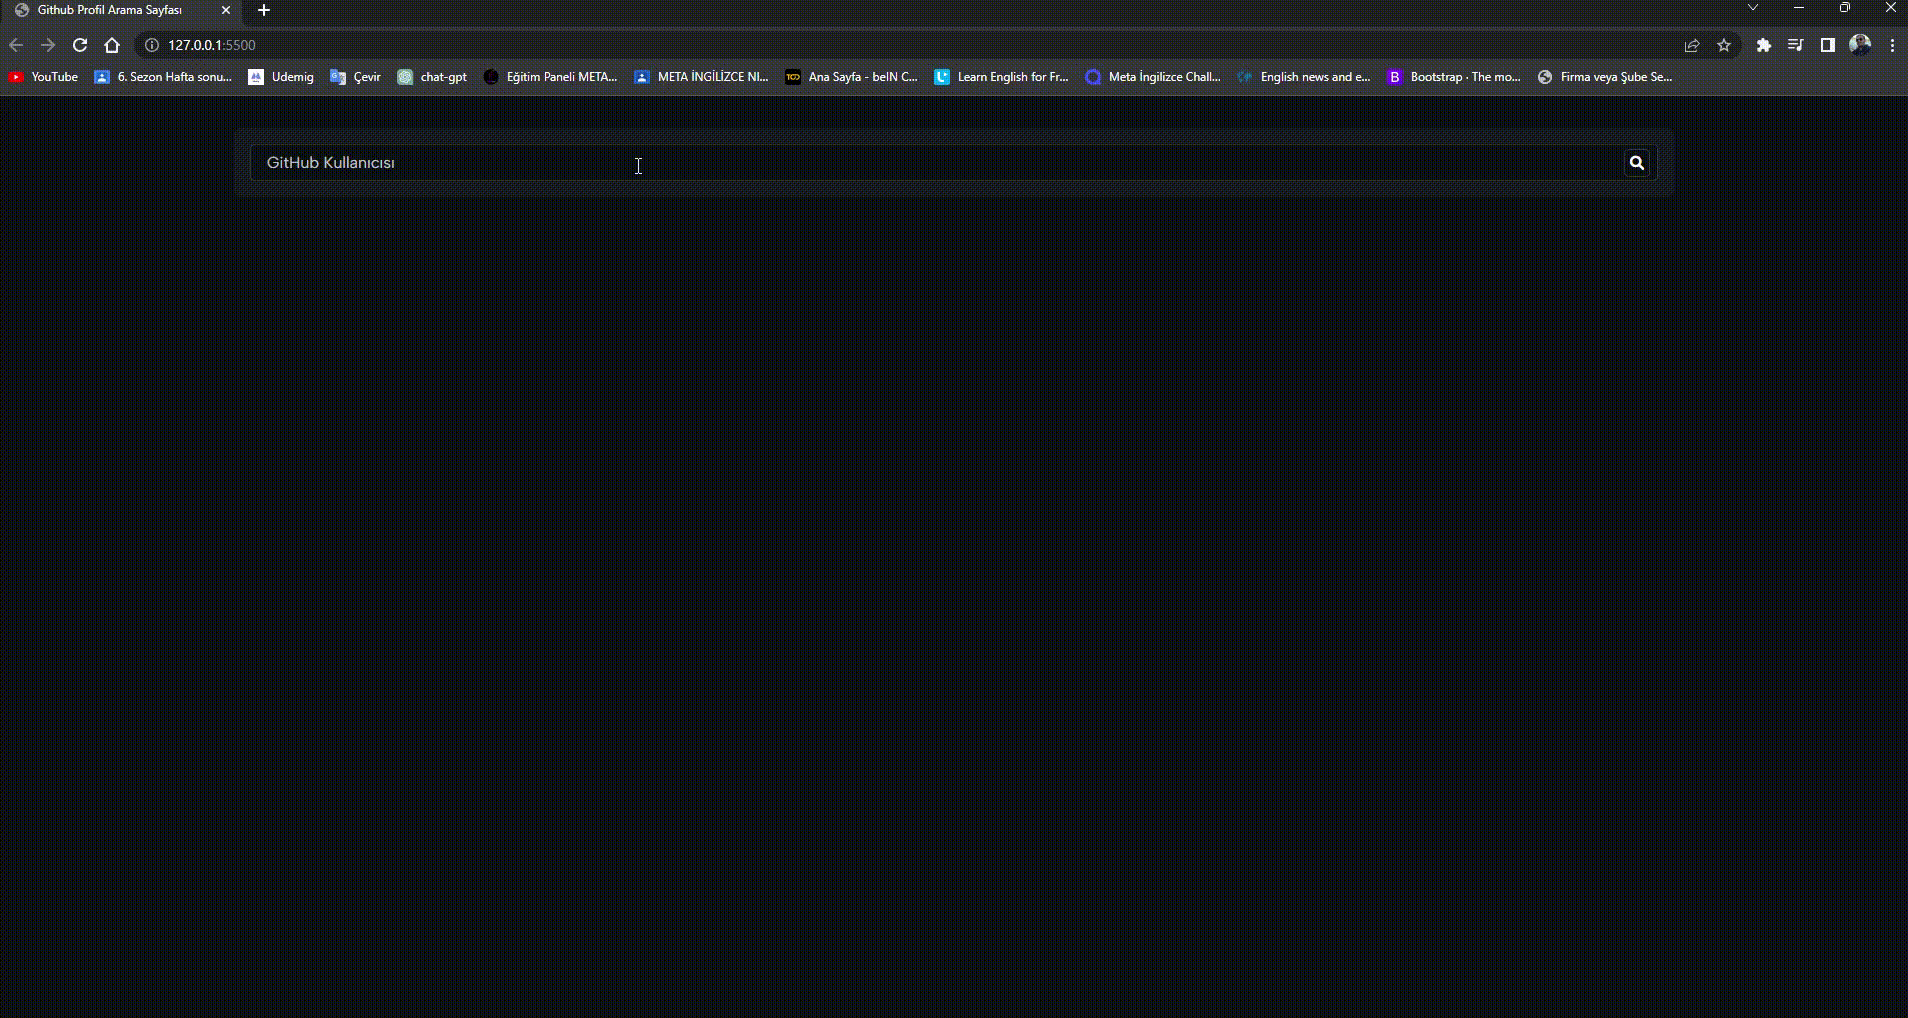 Github Profil Arama Sayfası
127.0.0.1:5500
YouTube 6. Sezon Hafta sonu... Udemig Çevir chat-gpt Eğitim Paneli META... META İNGİLİZCE NI... Ana Sayfa - beIN C... Learn English for Fr... Meta İngilizce Chall... English news and e... Bootstrap · The mo... Firma veya Şube Se...
GitHub Kullanıcısı